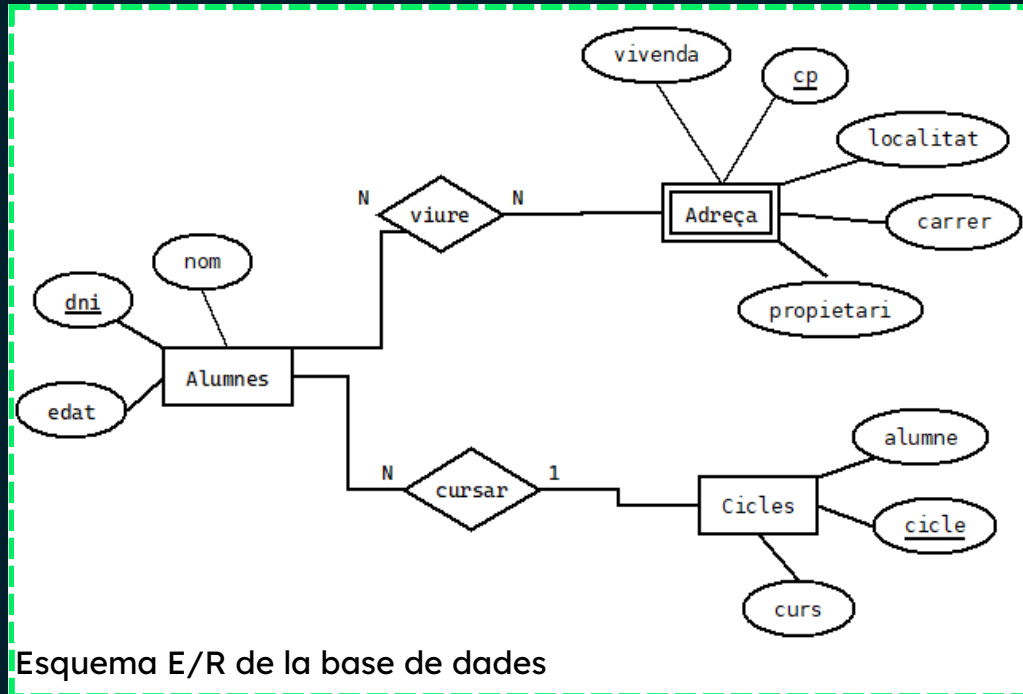 vivenda
cp
localitat
N
viure
N
Adreça
carrer
nom
dni
propietari
Alumnes
edat
alumne
N
cursar
1
Cicles
cicle
curs
Esquema E/R de la base de dades